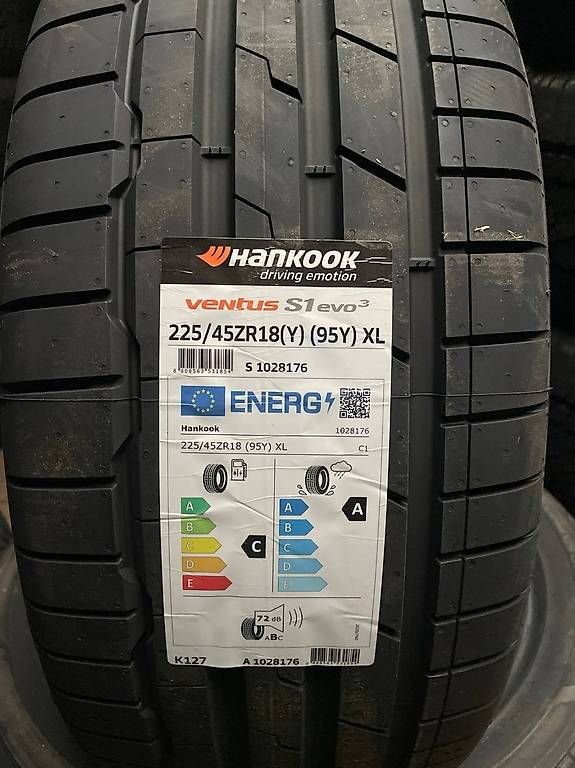 HANKOOK
driving emotion
ventus S1 evo³
225/45ZR18(Y) (95Y) XL
S 1028176
ENERG
Hankook 1028176
225/45ZR18 (95Y) XL C1
A A
B B A
C C C
D D
E E
72 dB
ABC
K127 A 1028176